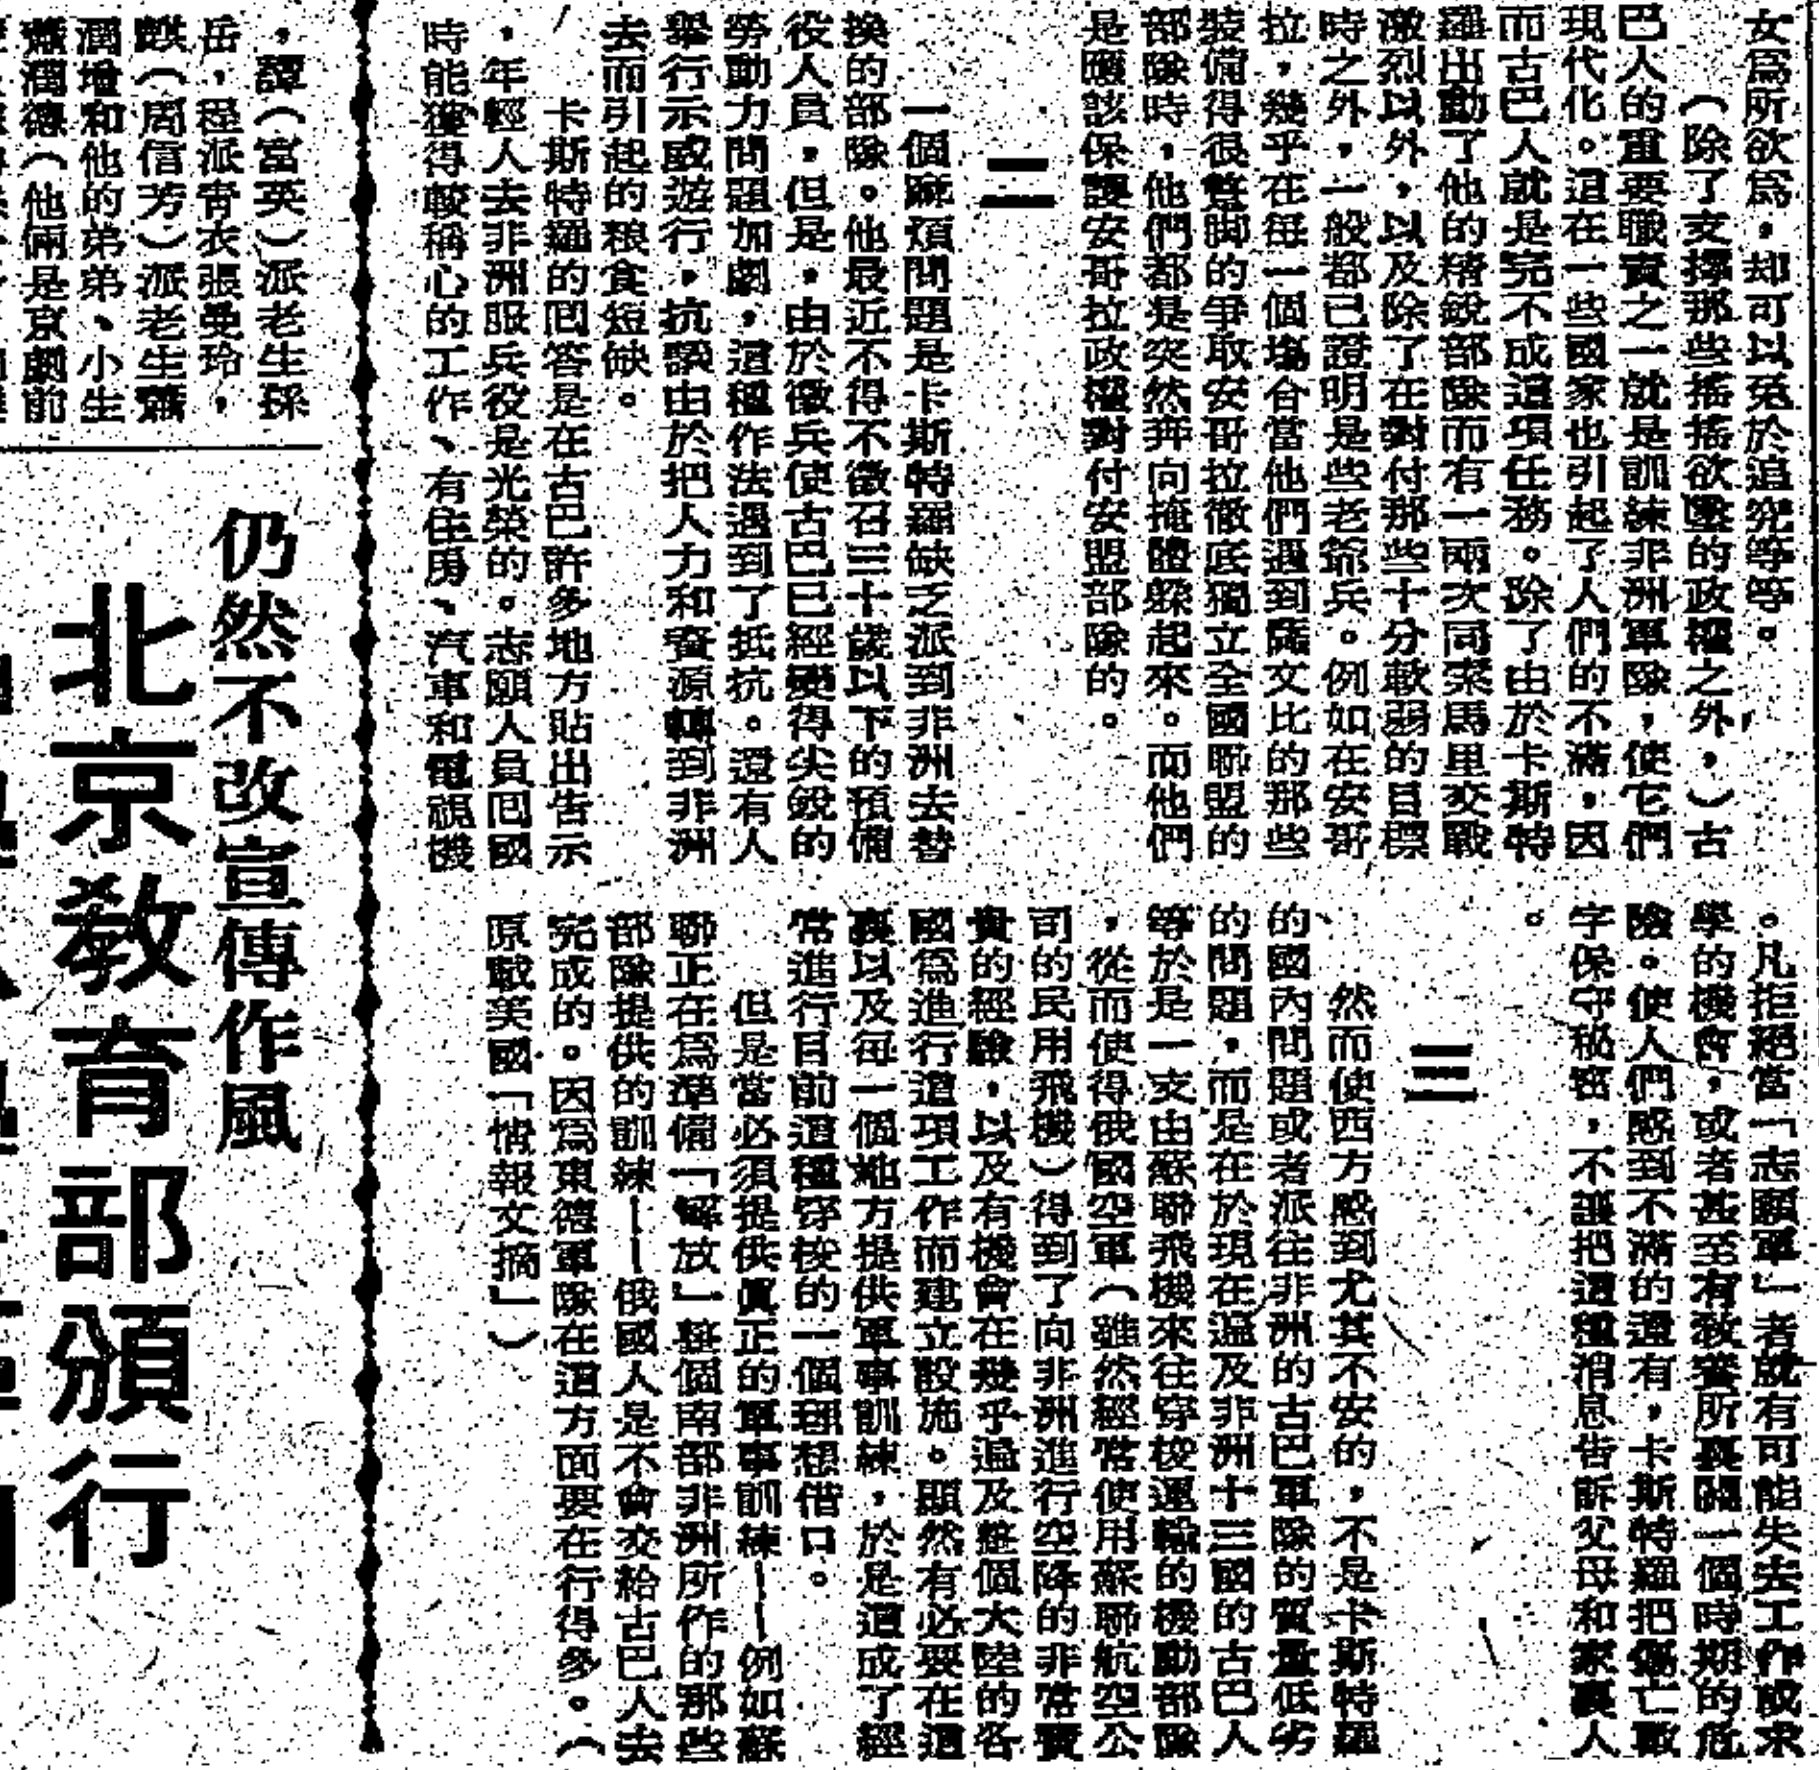 女爲所欲爲，却可以免於追究等等。
（除了支撐那些搖搖欲墜的政權之外，）古
巴人的重要職責之一就是訓練非洲軍隊，使它們
現代化。這在一些國家也引起了人們的不滿，因
而古巴人就是完不成這項任務。除了由於卡斯特
羅出動了他的精銳部隊而有一兩次同索馬里交戰
激烈以外，以及除了在對付那些十分軟弱的目標
時之外，一般都已證明是些老爺兵。例如在安哥
拉，幾乎在每一個場合當他們遇到薩文比的那些
裝備得很蹩脚的爭取安哥拉徹底獨立全國聯盟的
部隊時，他們都是突然奔向掩體躲起來。而他們
是應該保護安哥拉政權對付安盟部隊的。
二
一個麻煩問題是卡斯特羅缺乏派到非洲去替
換的部隊。他最近不得不徵召三十歲以下的預備
役人員，但是，由於徵兵使古巴已經變得尖銳的
勞動力問題加劇，這種作法遇到了抵抗。還有人
舉行示威遊行，抗議由於把人力和資源轉到非洲
去而引起的粮食短缺。
卡斯特羅的回答是在古巴許多地方貼出告示
，年輕人去非洲服兵役是光榮的。志願人員回國
時能獲得較稱心的工作、有住房、汽車和電視機
。凡拒絕當「志願軍」者就有可能失去工作或求
學的機會，或者甚至有教養所裏關一個時期的危
險。使人們感到不滿的還有，卡斯特羅把傷亡數
字保守秘密，不讓把這種消息告訴父母和家裏人
。
三
然而使西方感到尤其不安的，不是卡斯特羅
的國內問題或者派往非洲的古巴軍隊的質量低劣
的問題，而是在於現在遍及非洲十三國的古巴人
等於是一支由蘇聯飛機來往穿梭運輸的機動部隊
，從而使得俄國空軍（雖然經常使用蘇聯航空公
司的民用飛機）得到了向非洲進行空降的非常寶
貴的經驗，以及有機會在幾乎遍及整個大陸的各
國爲進行這項工作而建立設施。顯然有必要在這
裏以及每一個地方提供軍事訓練，於是這成了經
常進行目前這種穿梭的一個理想借口。
但是當必須提供眞正的軍事訓練——例如蘇
聯正在爲準備「解放」整個南部非洲所作的那些
部隊提供的訓練——俄國人是不會交給古巴人去
完成的。因爲東德軍隊在這方面要在行得多。（
原載美國「情報文摘」）
，譚（富英）派老生孫
岳，程派青衣張曼玲，
麒（周信芳）派老生蕭
潤增和他的弟弟、小生
蕭潤德（他倆是京劇前
仍然不改宣傳作風
北京敎育部頒行